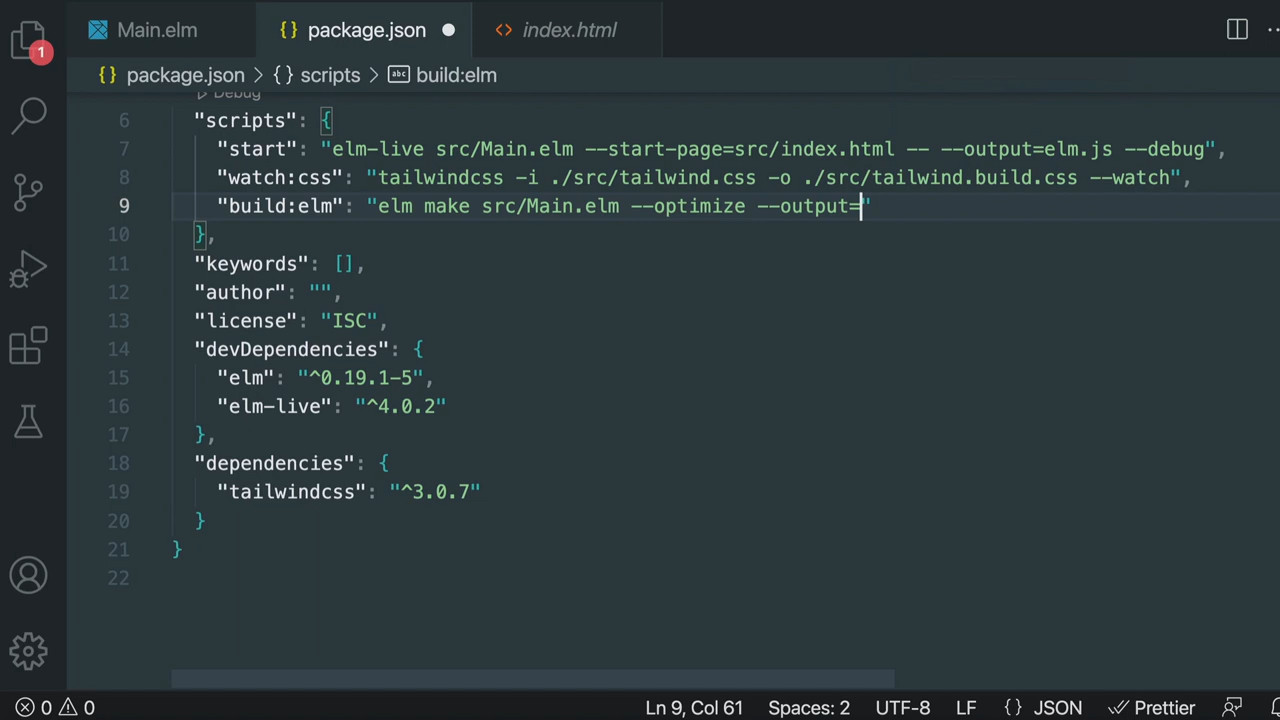 Main.elm
{} package.json
<> index.html
1
{} package.json > {} scripts > abc build:elm
Debug
6 "scripts": {
7 "start": "elm-live src/Main.elm --start-page=src/index.html -- --output=elm.js --debug",
8 "watch:css": "tailwindcss -i ./src/tailwind.css -o ./src/tailwind.build.css --watch",
9 "build:elm": "elm make src/Main.elm --optimize --output="
10 },
11 "keywords": [],
12 "author": "",
13 "license": "ISC",
14 "devDependencies": {
15 "elm": "^0.19.1-5",
16 "elm-live": "^4.0.2"
17 },
18 "dependencies": {
19 "tailwindcss": "^3.0.7"
20 }
21 }
22
0 0 Ln 9, Col 61 Spaces: 2 UTF-8 LF {} JSON Prettier